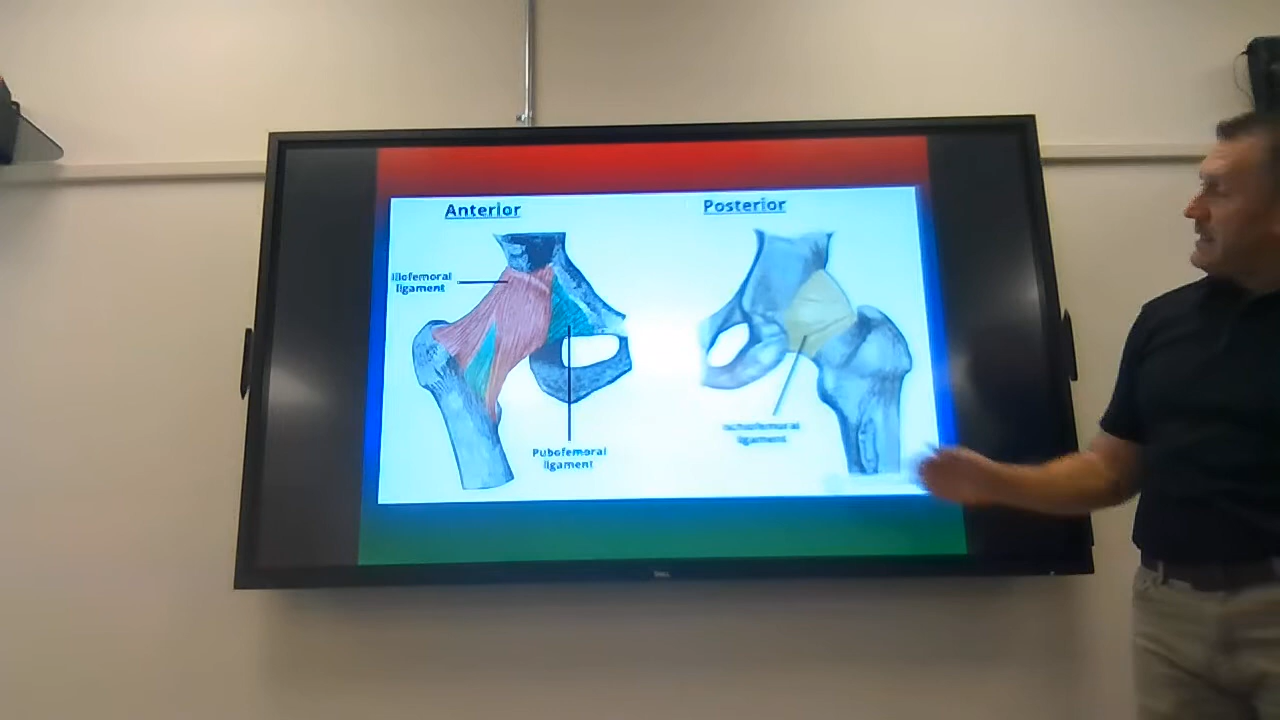 Anterior
Posterior
Iliofemoral
ligament
Pubofemoral
ligament
Ischiofemoral
ligament